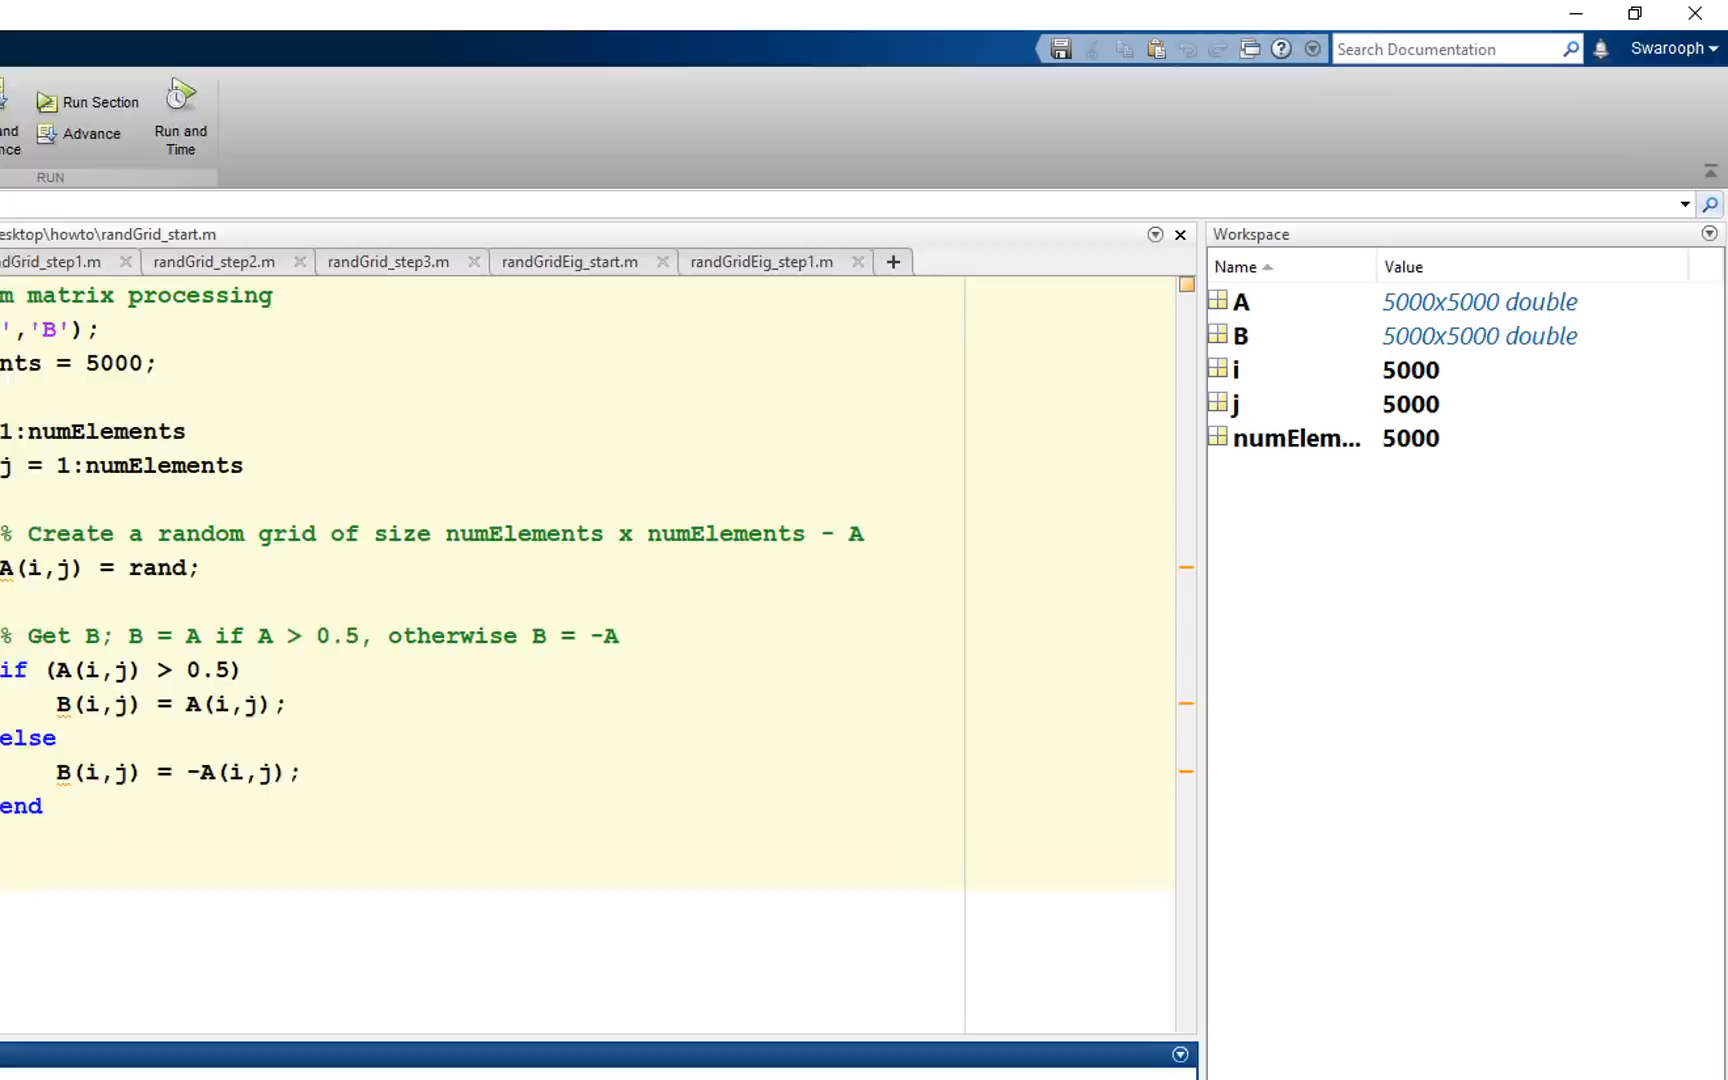 Search Documentation
Swarooph
Run Section
Advance
Run and
Time
RUN
esktop\howto\randGrid_start.m
dGrid_step1.m
randGrid_step2.m
randGrid_step3.m
randGridEig_start.m
randGridEig_step1.m
m matrix processing
','B');
nts = 5000;
1:numElements
j = 1:numElements
% Create a random grid of size numElements x numElements - A
A(i,j) = rand;
% Get B; B = A if A > 0.5, otherwise B = -A
if (A(i,j) > 0.5)
B(i,j) = A(i,j);
else
B(i,j) = -A(i,j);
end
Workspace
Name Value
A 5000x5000 double
B 5000x5000 double
i 5000
j 5000
numElem... 5000